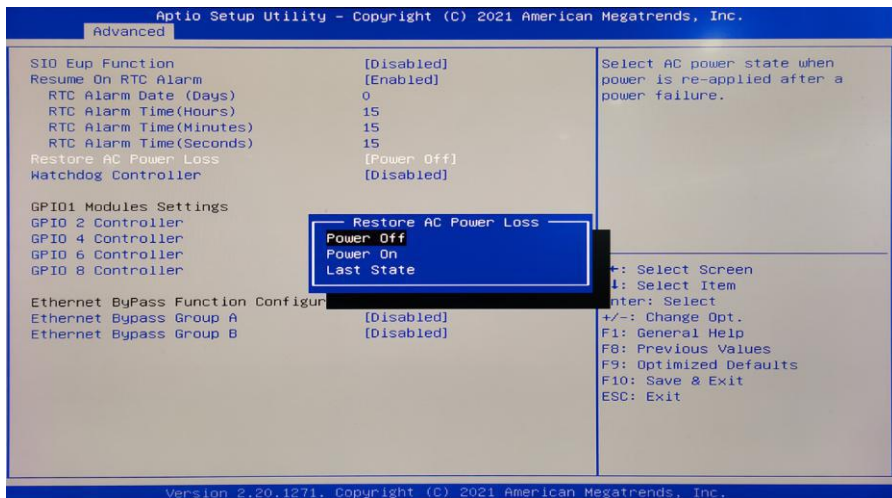 Aptio Setup Utility - Copyright (C) 2021 American Megatrends, Inc.
Advanced
SIO Eup Function [Disabled]
Resume On RTC Alarm [Enabled]
RTC Alarm Date (Days) 0
RTC Alarm Time(Hours) 15
RTC Alarm Time(Minutes) 15
RTC Alarm Time(Seconds) 15
Restore AC Power Loss [Power Off]
Watchdog Controller [Disabled]
GPIO1 Modules Settings
GPIO 2 Controller
GPIO 4 Controller
GPIO 6 Controller
GPIO 8 Controller
Ethernet ByPass Function Configur
Ethernet Bypass Group A [Disabled]
Ethernet Bypass Group B [Disabled]
Restore AC Power Loss
Power Off
Power On
Last State
Select AC power state when
power is re-applied after a
power failure.
: Select Screen
: Select Item
nter: Select
+/-: Change Opt.
F1: General Help
F8: Previous Values
F9: Optimized Defaults
F10: Save & Exit
ESC: Exit
Version 2.20.1271. Copyright (C) 2021 American Megatrends, Inc.